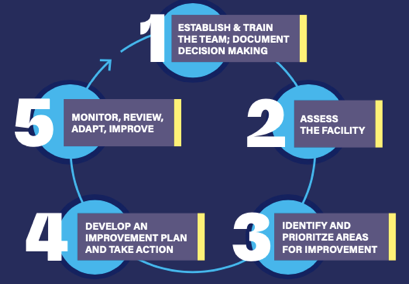 1
ESTABLISH & TRAIN
THE TEAM; DOCUMENT
DECISION MAKING
2
ASSESS
THE FACILITY
3
IDENTIFY AND
PRIORITZE AREAS
FOR IMPROVEMENT
4
DEVELOP AN
IMPROVEMENT PLAN
AND TAKE ACTION
5
MONITOR, REVIEW,
ADAPT, IMPROVE